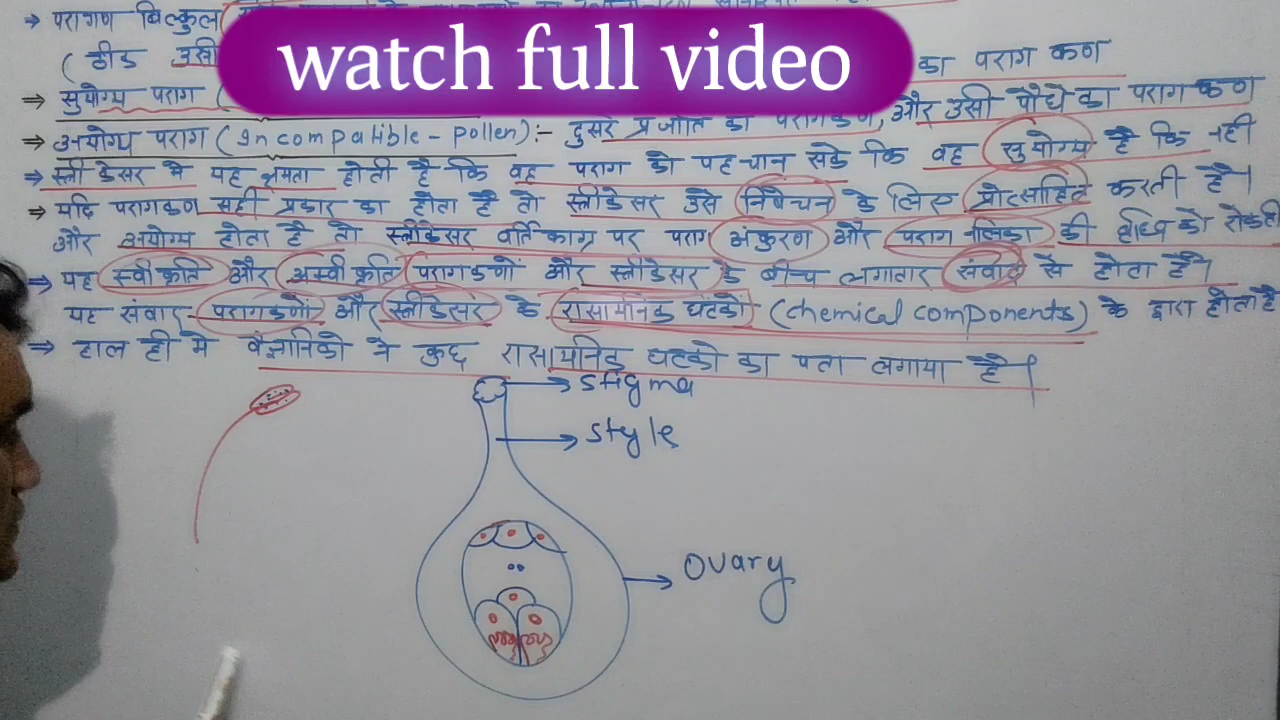 → परागण बिल्कुल
watch full video
( ठीक उसी का पराग कण
⇒ सुयोग्य पराग ( और उसी पौधे का पराग कण
⇒ अयोग्य पराग (Incompatible - pollen) :- दुसरे प्रजाति का परागकण,
⇒ स्त्रीकेसर मे यह क्षमता होती है कि वह पराग को पहचान सके कि वह सुयोग्य है कि नही
⇒ यदि परागकण सही प्रकार का होता है तो स्त्रीकेसर उसे निषेचन के लिए प्रोत्साहित करती है।
और अयोग्य होता है तो स्त्रीकेसर वर्तिकाग्र पर पराग अंकुरण और पराग नलिका की वृध्दि को रोकती
⇒ यह स्वीकृति और अस्वीकृति परागकणों और स्त्रीकेसर के बीच लगातार संवाद से होता है।
यह संवाद परागकणों और स्त्रीकेसर के रासायनिक घटकों (chemical components) के द्वारा होता है
⇒ हाल ही मे वैज्ञानिको ने कुछ रासायनिक घटको का पता लगाया है।
stigma
style
ovary